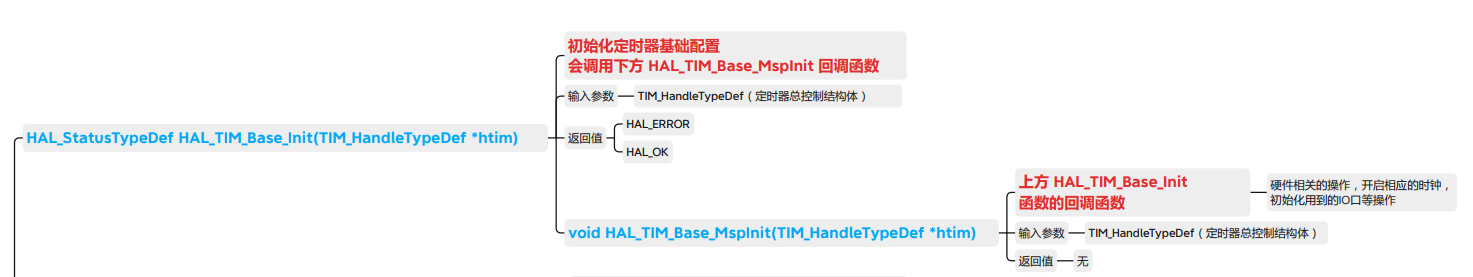 初始化定时器基础配置
会调用下方 HAL_TIM_Base_MspInit 回调函数
输入参数
TIM_HandleTypeDef（定时器总控制结构体）
HAL_StatusTypeDef HAL_TIM_Base_Init(TIM_HandleTypeDef *htim)
返回值
HAL_ERROR
HAL_OK
void HAL_TIM_Base_MspInit(TIM_HandleTypeDef *htim)
上方 HAL_TIM_Base_Init
函数的回调函数
硬件相关的操作，开启相应的时钟，
初始化用到的IO口等操作
输入参数
TIM_HandleTypeDef（定时器总控制结构体）
返回值
无